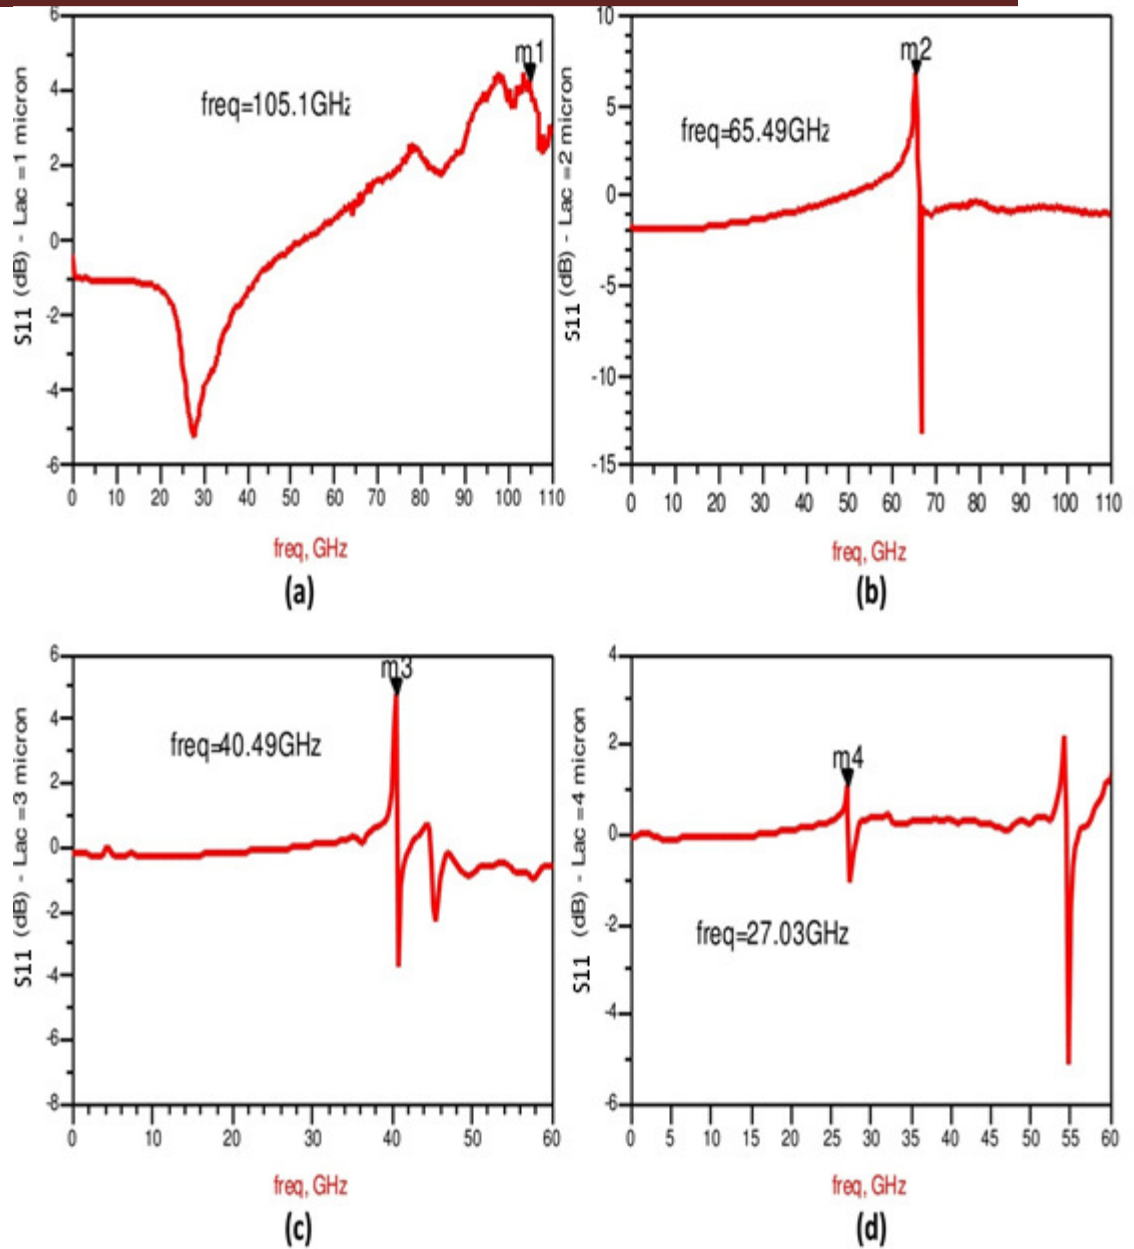 S11 (dB) - Lac =1 micron
6
4
2
0
-2
-4
-6
m1
freq=105.1GHz
0 10 20 30 40 50 60 70 80 90 100 110
freq, GHz
(a)
S11 (dB) - Lac =2 micron
10
5
0
-5
-10
-15
m2
freq=65.49GHz
0 10 20 30 40 50 60 70 80 90 100 110
freq, GHz
(b)
S11 (dB) - Lac =3 micron
6
4
2
0
-2
-4
-6
-8
m3
freq=40.49GHz
0 10 20 30 40 50 60
freq, GHz
(c)
S11 (dB) - Lac =4 micron
4
2
0
-2
-4
-6
m4
freq=27.03GHz
0 5 10 15 20 25 30 35 40 45 50 55 60
freq, GHz
(d)